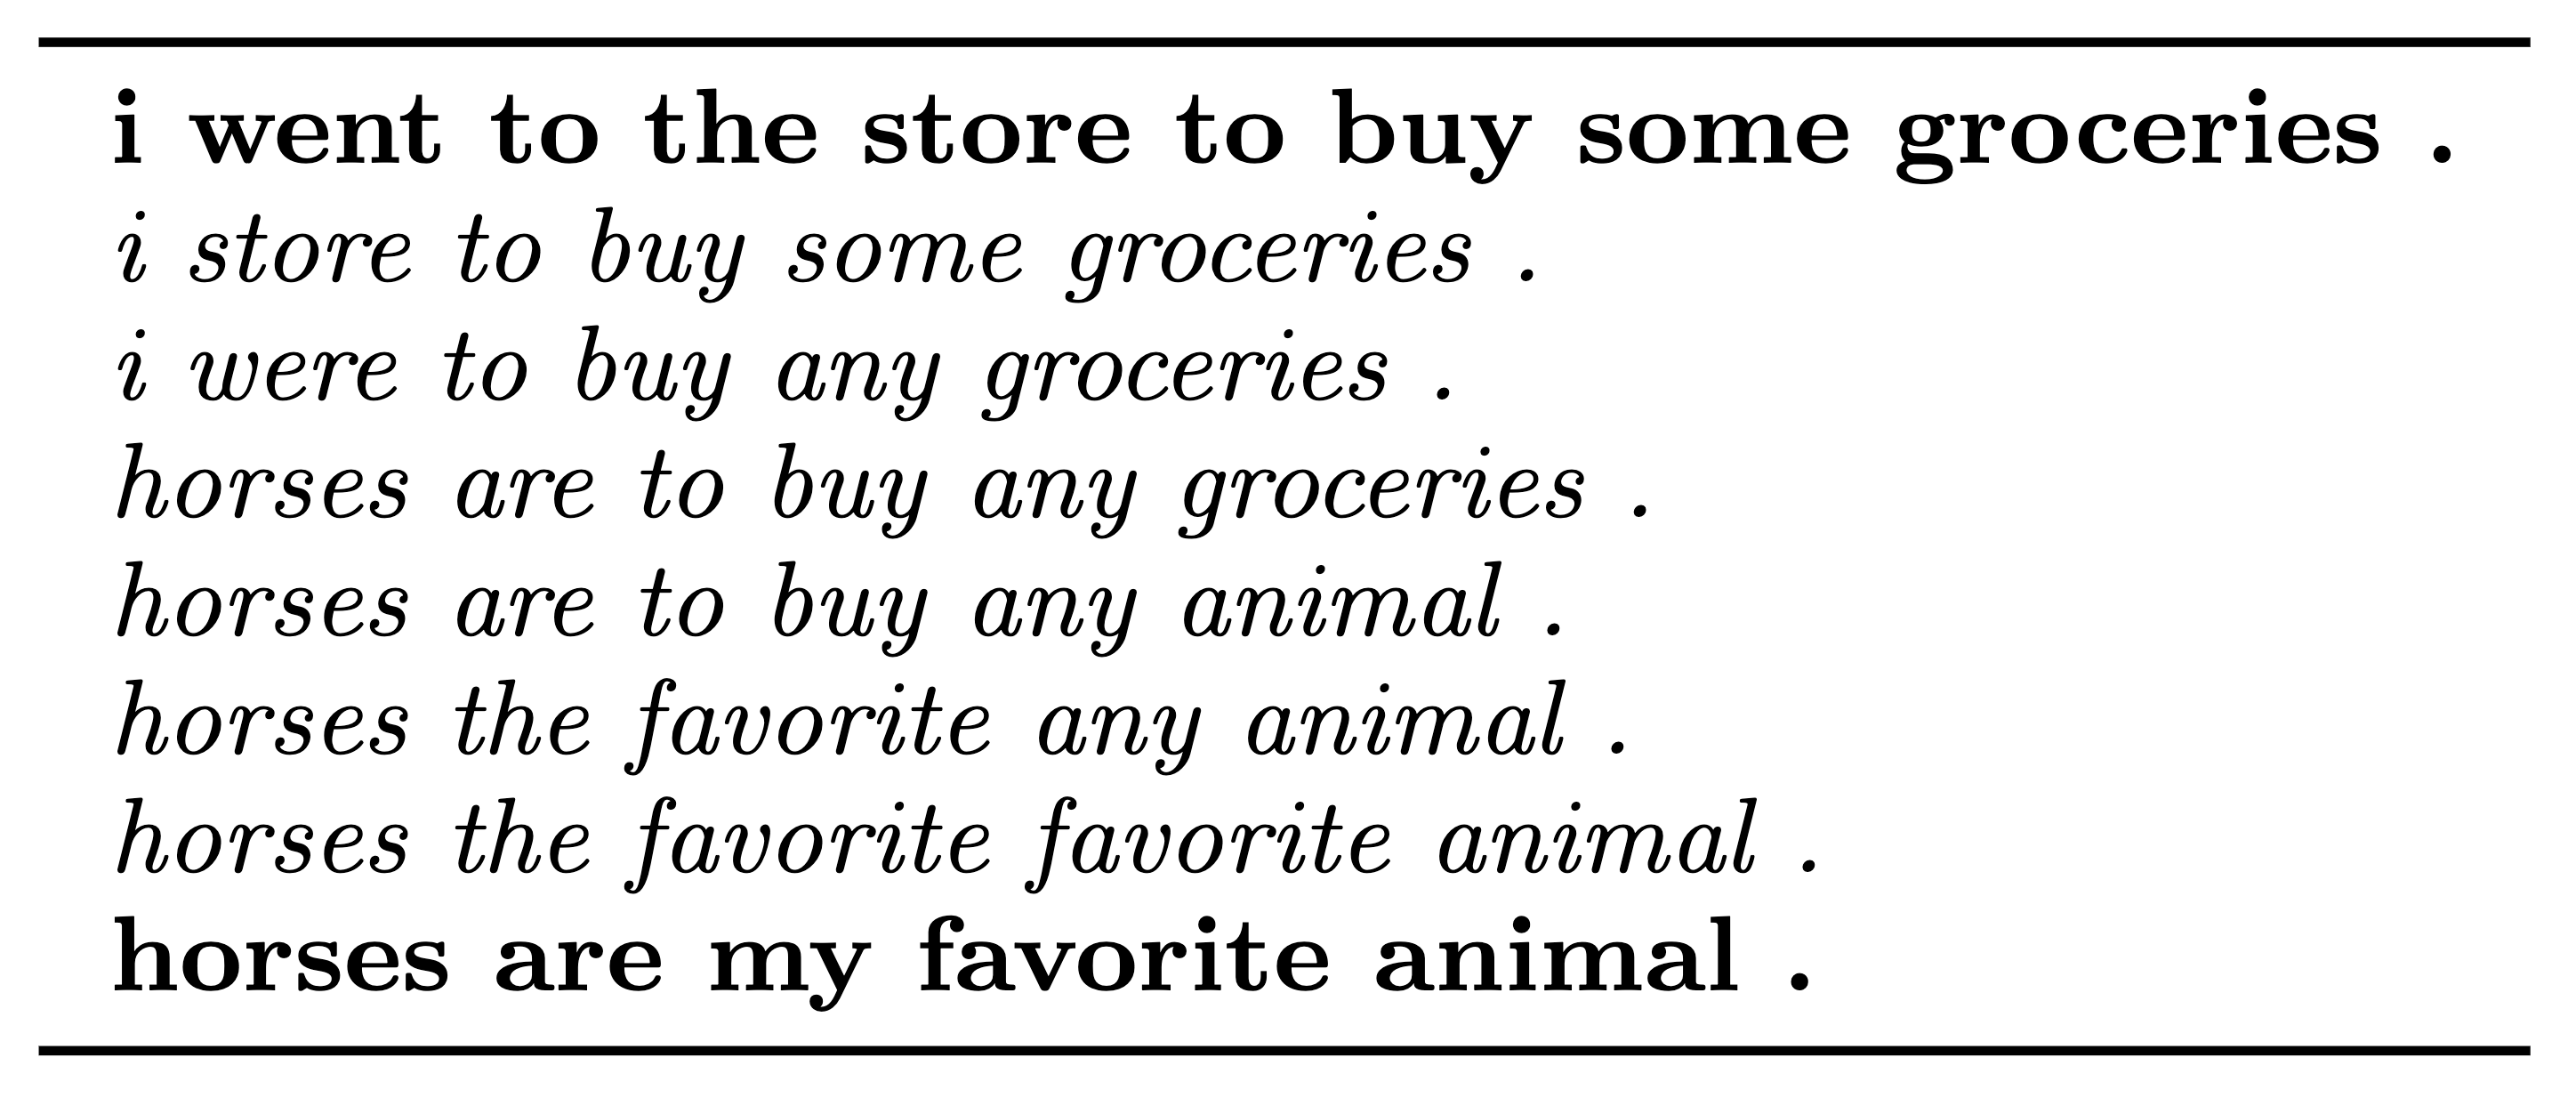 i went to the store to buy some groceries .
i store to buy some groceries .
i were to buy any groceries .
horses are to buy any groceries .
horses are to buy any animal .
horses the favorite any animal .
horses the favorite favorite animal .
horses are my favorite animal .